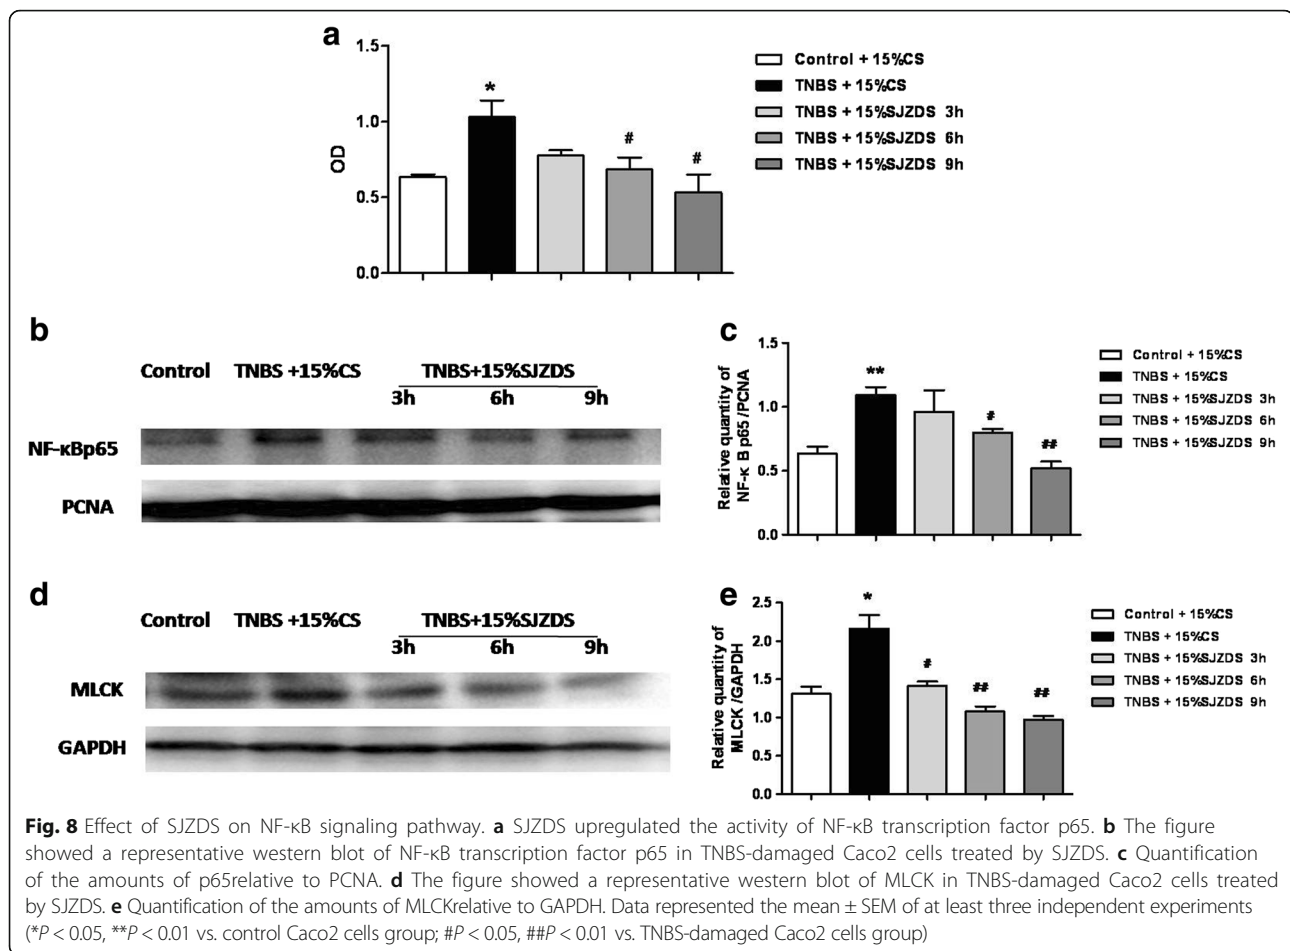 a
1.5
1.0
0.5
0.0
OD
*
#
#
Control + 15%CS
TNBS + 15%CS
TNBS + 15%SJZDS 3h
TNBS + 15%SJZDS 6h
TNBS + 15%SJZDS 9h
b
Control TNBS +15%CS TNBS+15%SJZDS
3h 6h 9h
NF-κBp65
PCNA
c
1.5
1.0
0.5
0.0
Relative quantity of
NF-κ B p65 /PCNA
**
#
##
Control + 15%CS
TNBS + 15%CS
TNBS + 15%SJZDS 3h
TNBS + 15%SJZDS 6h
TNBS + 15%SJZDS 9h
d
Control TNBS +15%CS TNBS+15%SJZDS
3h 6h 9h
MLCK
GAPDH
e
2.5
2.0
1.5
1.0
0.5
0.0
Relative quantity of
MLCK /GAPDH
*
#
##
##
Control + 15%CS
TNBS + 15%CS
TNBS + 15%SJZDS 3h
TNBS + 15%SJZDS 6h
TNBS + 15%SJZDS 9h
Fig. 8 Effect of SJZDS on NF-κB signaling pathway. a SJZDS upregulated the activity of NF-κB transcription factor p65. b The figure
showed a representative western blot of NF-κB transcription factor p65 in TNBS-damaged Caco2 cells treated by SJZDS. c Quantification
of the amounts of p65relative to PCNA. d The figure showed a representative western blot of MLCK in TNBS-damaged Caco2 cells treated
by SJZDS. e Quantification of the amounts of MLCKrelative to GAPDH. Data represented the mean ± SEM of at least three independent experiments
(*P < 0.05, **P < 0.01 vs. control Caco2 cells group; #P < 0.05, ##P < 0.01 vs. TNBS-damaged Caco2 cells group)